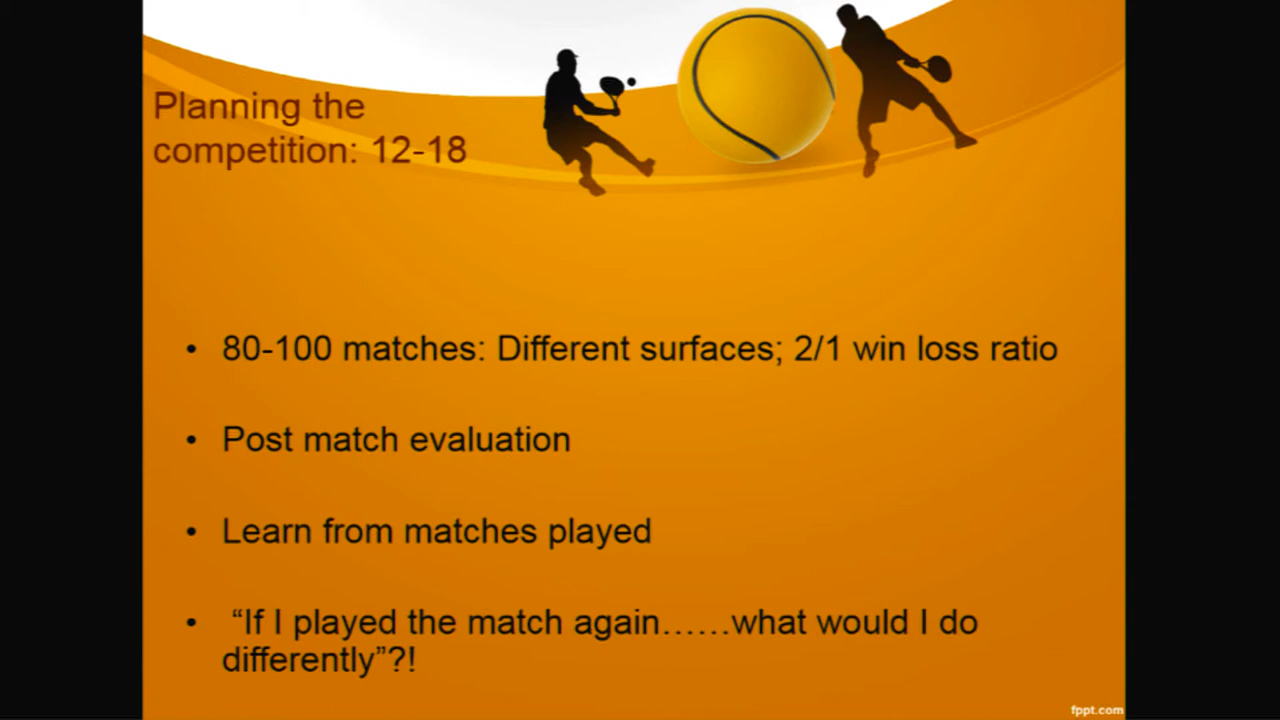 Planning the
competition: 12-18
• 80-100 matches: Different surfaces; 2/1 win loss ratio
• Post match evaluation
• Learn from matches played
• “If I played the match again……what would I do
differently”?!
fppt.com